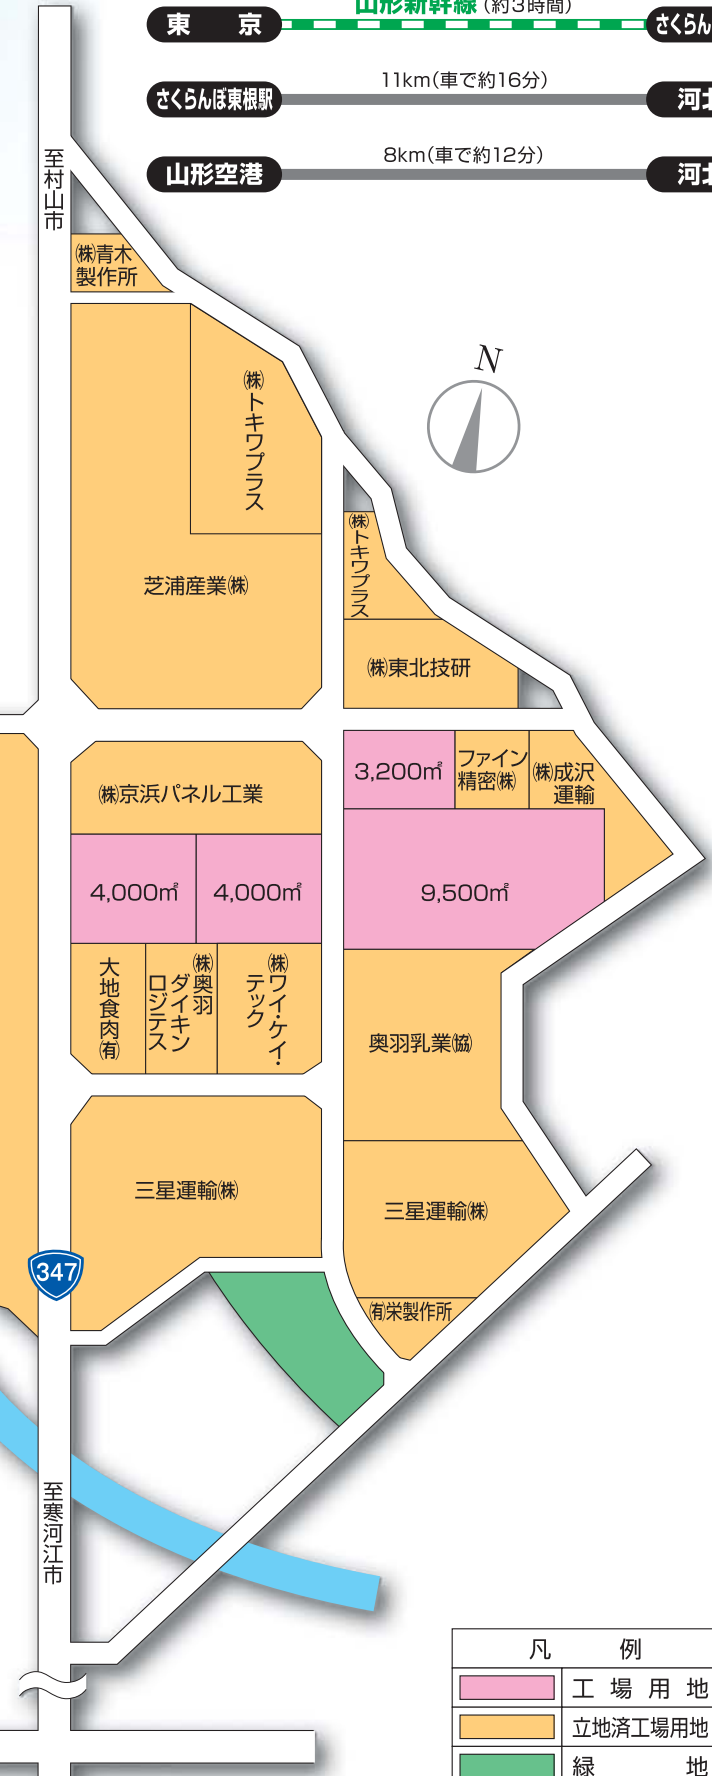 山形新幹線(約3時間)
東 京
さくらん
11km(車で約16分)
さくらんぼ東根駅
河北
8km(車で約12分)
山形空港
河北
至村山市
㈱青木
製作所
N
㈱トキワプラス
芝浦産業㈱
㈱トキワプラス
㈱東北技研
3,200㎡
ファイン
精密㈱
㈱成沢
運輸
㈱京浜パネル工業
4,000㎡
4,000㎡
9,500㎡
大地食肉㈲
㈱奥羽
ダイキン
ロジテス
㈱ワイ・ケイ・
テック
奥羽乳業㈿
三星運輸㈱
三星運輸㈱
347
㈲栄製作所
至寒河江市
凡 例
工場用地
立地済工場用地
緑 地